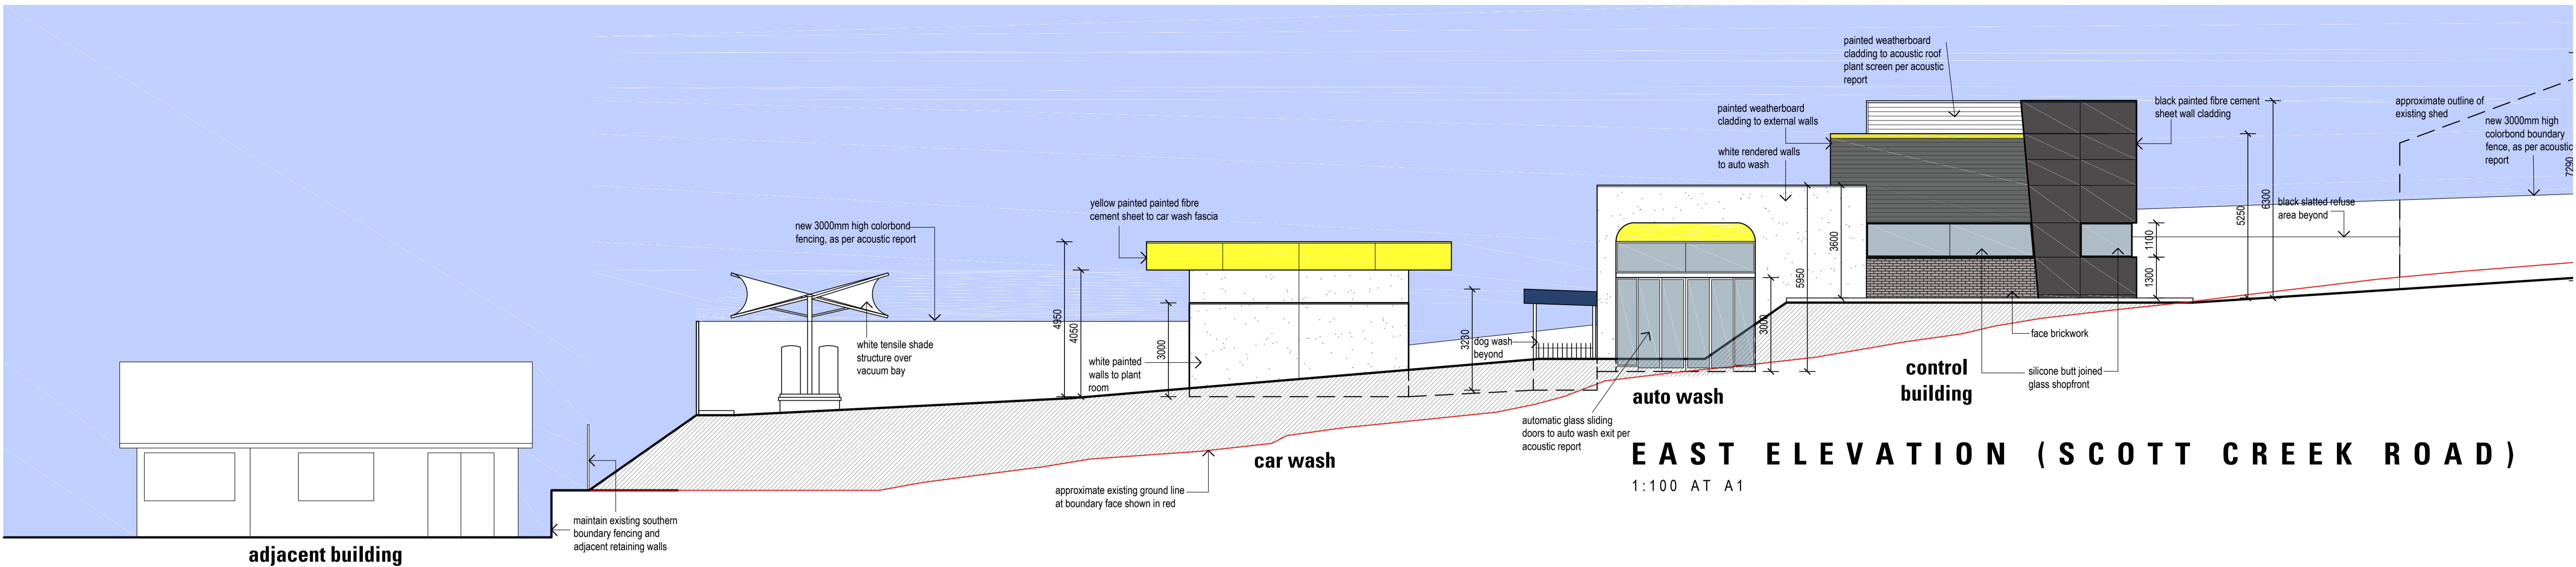 painted weatherboard
cladding to acoustic roof
plant screen per acoustic
report
painted weatherboard
cladding to external walls
white rendered walls
to auto wash
black painted fibre cement
sheet wall cladding
approximate outline of
existing shed
new 3000mm high
colorbond boundary
fence, as per acoustic
report
7290
6300
5250
black slatted refuse
area beyond
1100
1300
yellow painted painted fibre
cement sheet to car wash fascia
new 3000mm high colorbond
fencing, as per acoustic report
white tensile shade
structure over
vacuum bay
4950
4050
3000
white painted
walls to plant
room
3230
dog wash
beyond
3600
5950
3000
face brickwork
silicone butt joined
glass shopfront
control
building
auto wash
automatic glass sliding
doors to auto wash exit per
acoustic report
car wash
approximate existing ground line
at boundary face shown in red
maintain existing southern
boundary fencing and
adjacent retaining walls
adjacent building
EAST ELEVATION (SCOTT CREEK ROAD)
1:100 AT A1